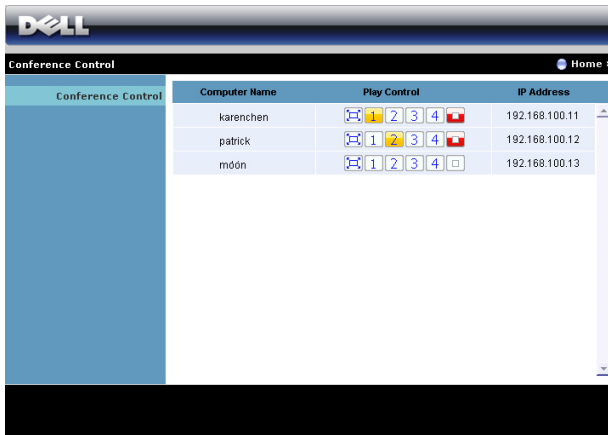 DELL
Conference Control
Home
Conference Control
Computer Name Play Control IP Address
karenchen 1 2 3 4 192.168.100.11
patrick 1 2 3 4 192.168.100.12
móón 1 2 3 4 192.168.100.13